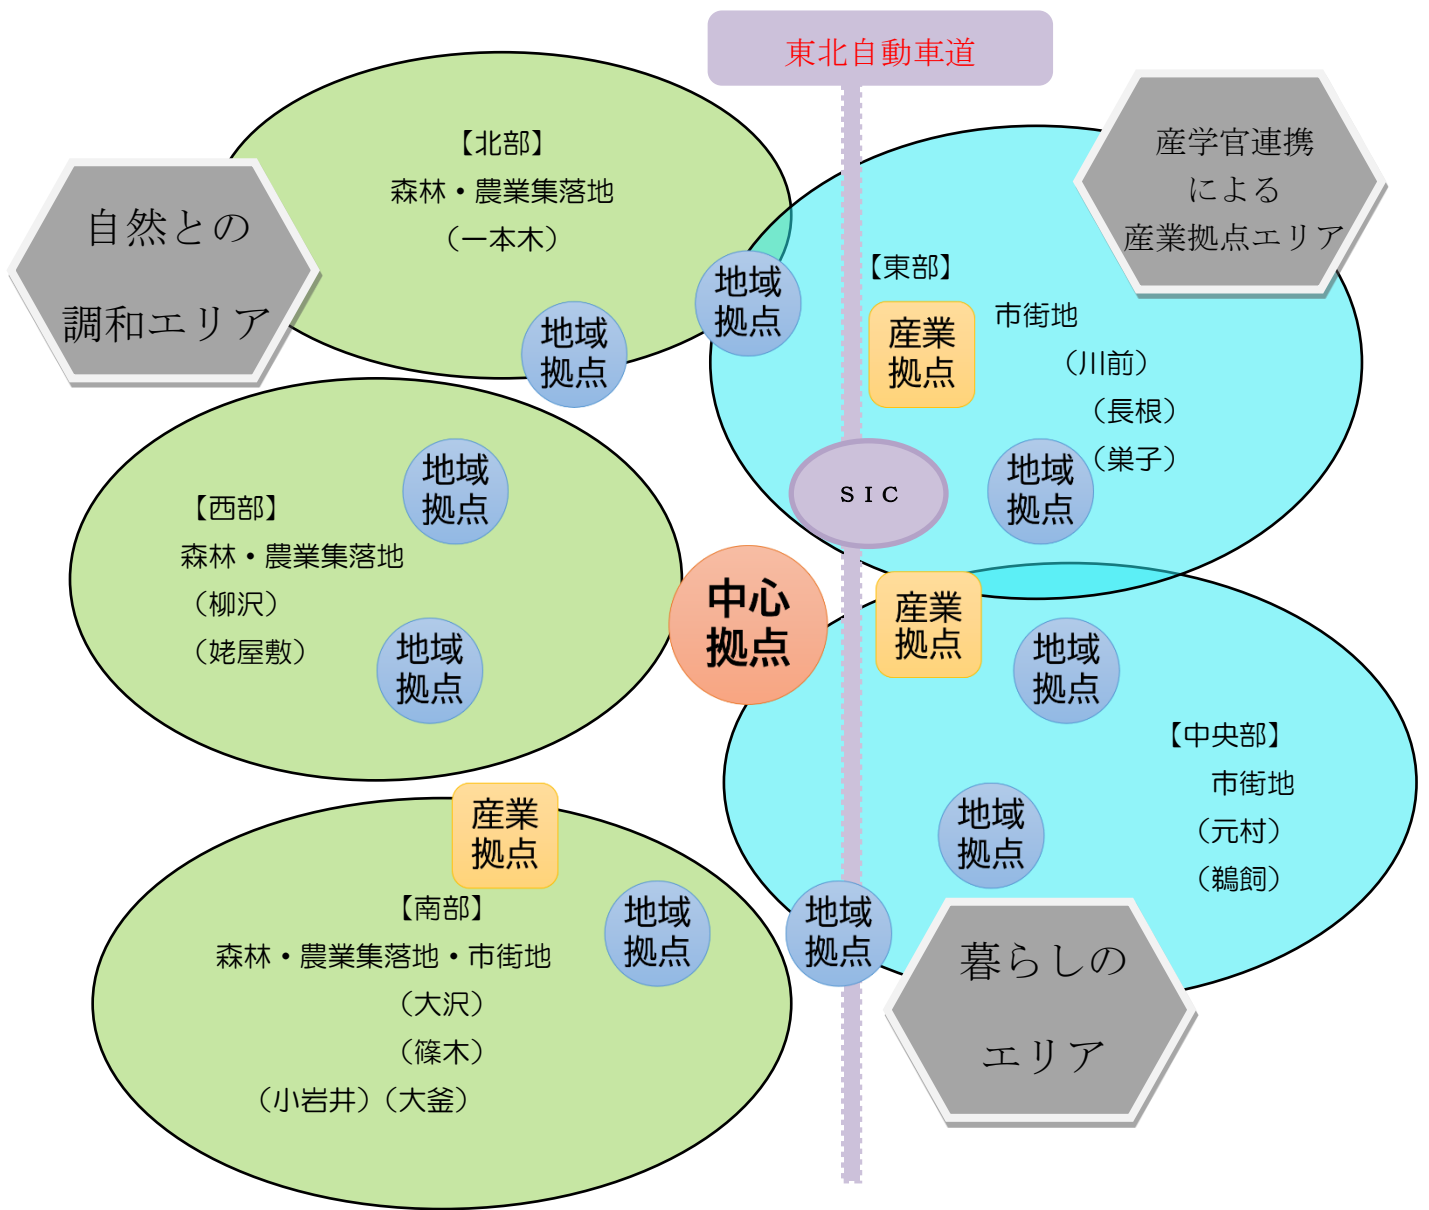 東北自動車道
【北部】
森林・農業集落地
（一本木）
自然との
調和エリア
産学官連携
による
産業拠点エリア
地域
拠点
地域
拠点
【東部】
産業
拠点
市街地
（川前）
（長根）
（巣子）
地域
拠点
ＳＩＣ
地域
拠点
【西部】
森林・農業集落地
（柳沢）
（姥屋敷）
地域
拠点
中心
拠点
産業
拠点
地域
拠点
【中央部】
市街地
（元村）
（鵜飼）
地域
拠点
産業
拠点
【南部】
森林・農業集落地・市街地
（大沢）
（篠木）
（小岩井）（大釜）
地域
拠点
地域
拠点
暮らしの
エリア